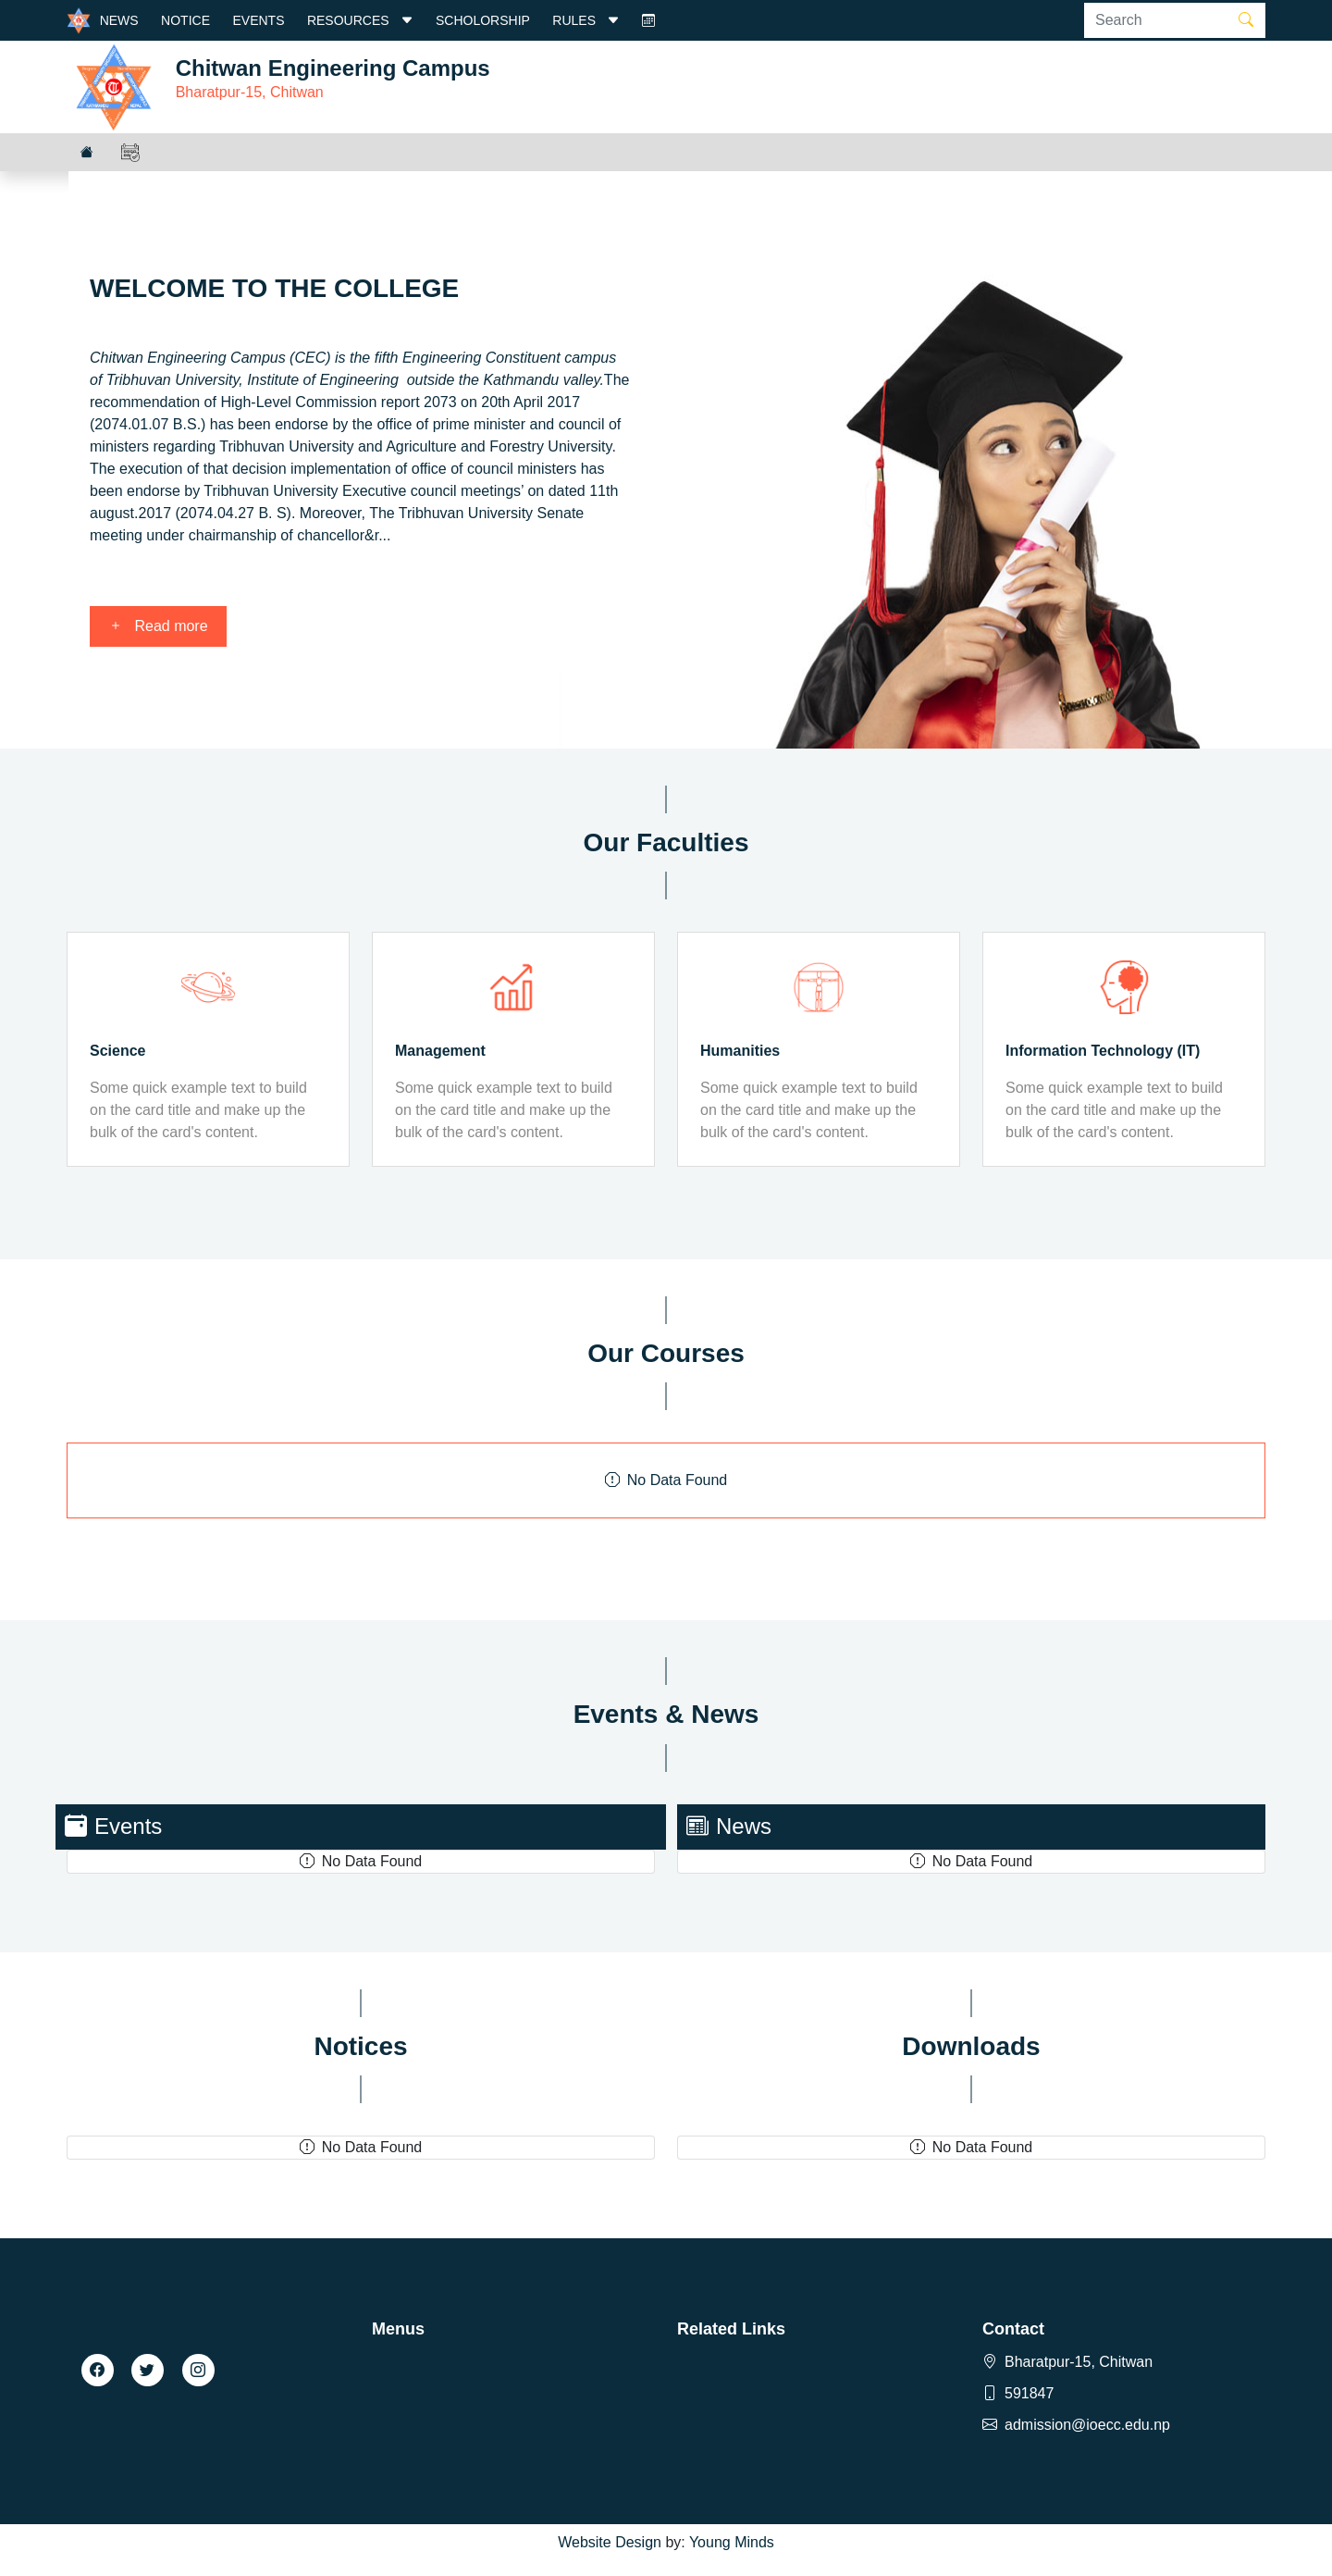 NEWS NOTICE EVENTS RESOURCES SCHOLORSHIP RULES Search
Chitwan Engineering Campus
Bharatpur-15, Chitwan
WELCOME TO THE COLLEGE
Chitwan Engineering Campus (CEC) is the fifth Engineering Constituent campus
of Tribhuvan University, Institute of Engineering  outside the Kathmandu valley.The
recommendation of High-Level Commission report 2073 on 20th April 2017
(2074.01.07 B.S.) has been endorse by the office of prime minister and council of
ministers regarding Tribhuvan University and Agriculture and Forestry University.
The execution of that decision implementation of office of council ministers has
been endorse by Tribhuvan University Executive council meetings’ on dated 11th
august.2017 (2074.04.27 B. S). Moreover, The Tribhuvan University Senate
meeting under chairmanship of chancellor&r...
+ Read more
Our Faculties
Science
Some quick example text to build
on the card title and make up the
bulk of the card's content.
Management
Some quick example text to build
on the card title and make up the
bulk of the card's content.
Humanities
Some quick example text to build
on the card title and make up the
bulk of the card's content.
Information Technology (IT)
Some quick example text to build
on the card title and make up the
bulk of the card's content.
Our Courses
No Data Found
Events & News
Events
No Data Found
News
No Data Found
Notices
No Data Found
Downloads
No Data Found
Menus
Related Links
Contact
Bharatpur-15, Chitwan
591847
admission@ioecc.edu.np
Website Design by: Young Minds